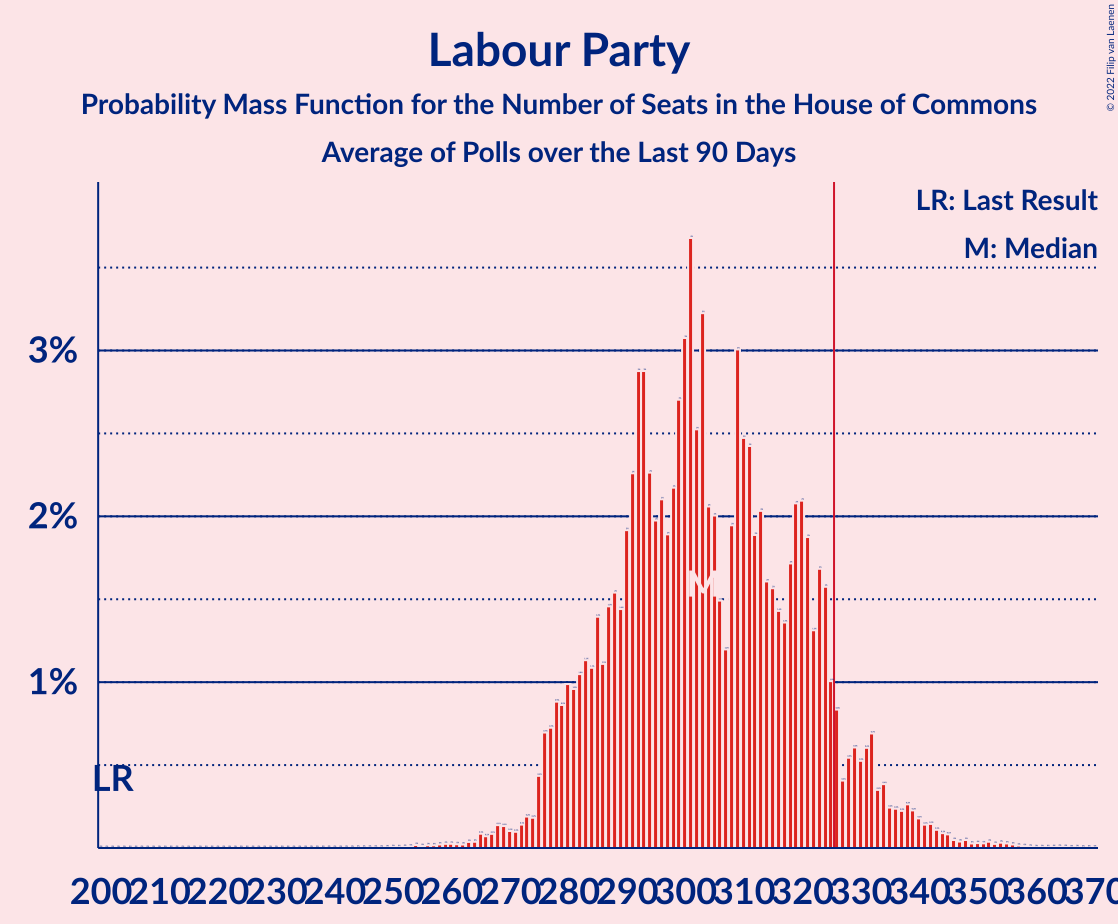 Labour Party
Probability Mass Function for the Number of Seats in the House of Commons
Average of Polls over the Last 90 Days
© 2022 Filip van Laenen
LR: Last Result
M: Median
3%
2%
1%
M
LR
200 210 220 230 240 250 260 270 280 290 300 310 320 330 340 350 360 370